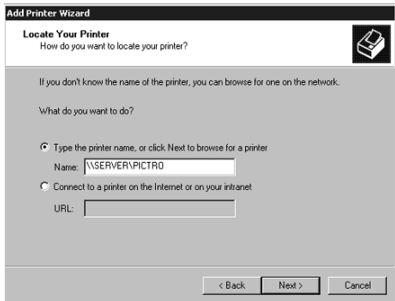 Add Printer Wizard
Locate Your Printer
How do you want to locate your printer?
If you don't know the name of the printer, you can browse for one on the network.
What do you want to do?
Type the printer name, or click Next to browse for a printer
Name: \\SERVER\PICTRO
Connect to a printer on the Internet or on your intranet
URL:
< Back Next > Cancel